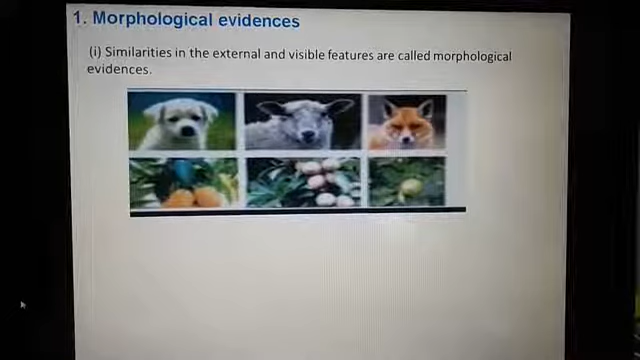 1. Morphological evidences
(i) Similarities in the external and visible features are called morphological
evidences.